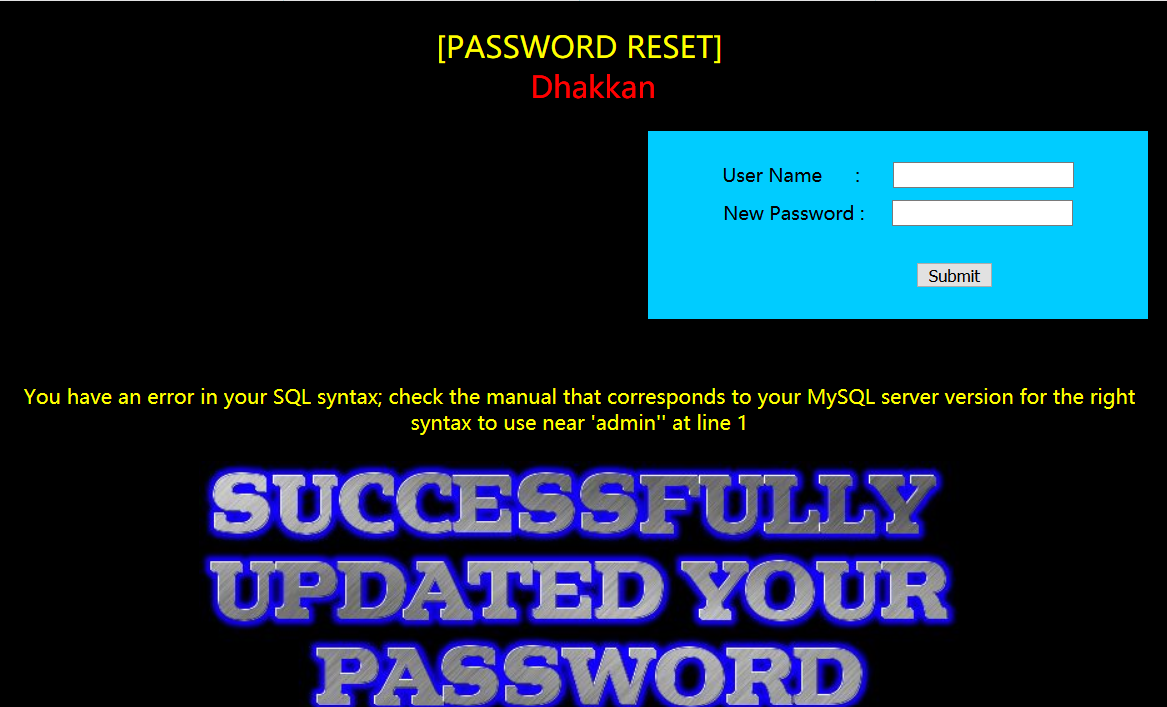 [PASSWORD RESET]
Dhakkan
User Name :
New Password :
Submit
You have an error in your SQL syntax; check the manual that corresponds to your MySQL server version for the right
syntax to use near 'admin'' at line 1
SUCCESSFULLY
UPDATED YOUR
PASSWORD